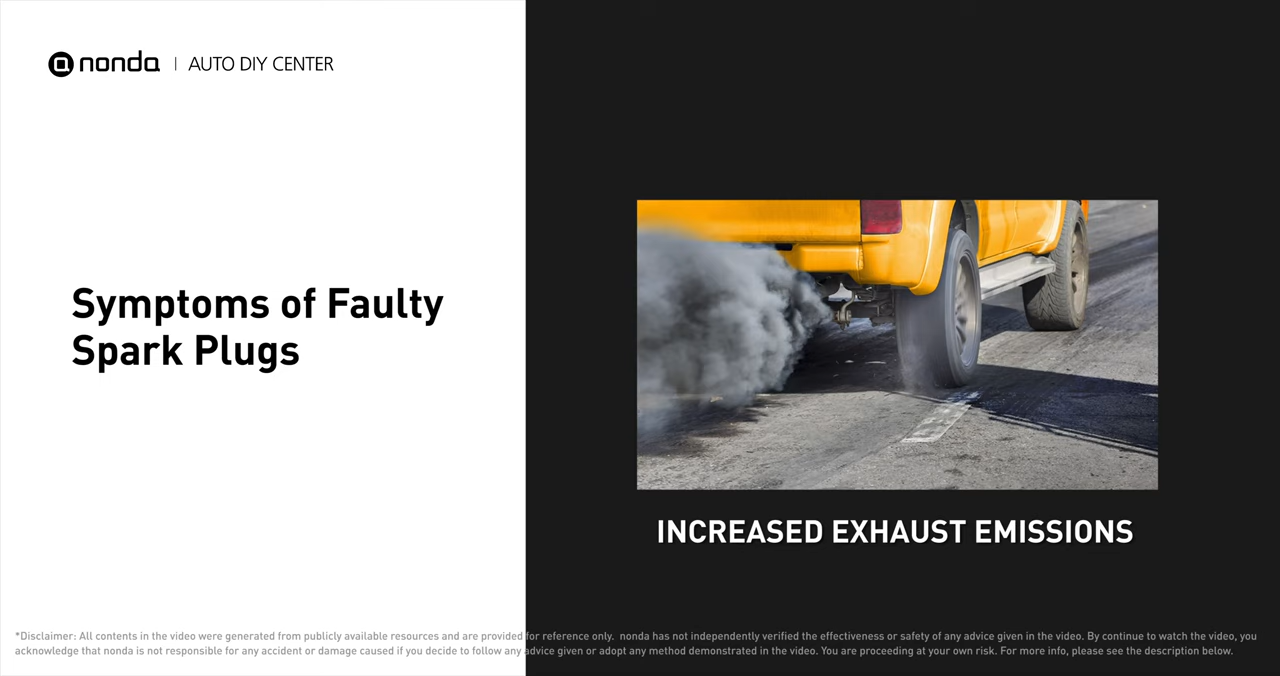 nonda | AUTO DIY CENTER
Symptoms of Faulty
Spark Plugs
INCREASED EXHAUST EMISSIONS
*Disclaimer: All contents in the video were generated from publicly available resources and are provided for reference only. nonda has not independently verified the effectiveness or safety of any advice given in the video. By continue to watch the video, you
acknowledge that nonda is not responsible for any accident or damage caused if you decide to follow any advice given or adopt any method demonstrated in the video. You are proceeding at your own risk. For more info, please see the description below.